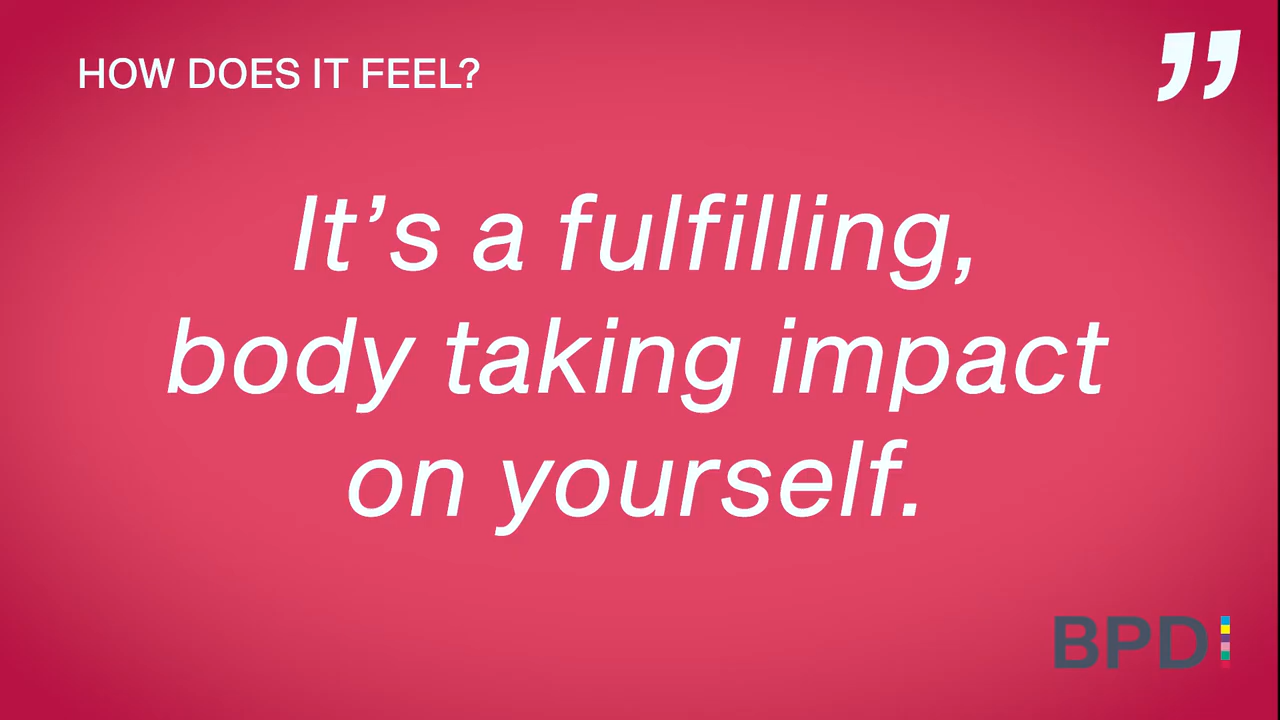 HOW DOES IT FEEL?
”
It’s a fulfilling,
body taking impact
on yourself.
BPD